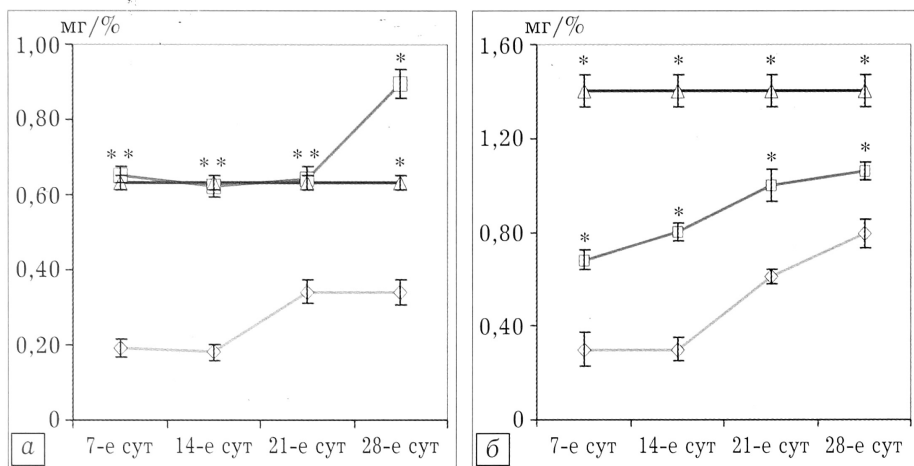 мг/%
1,00
0,80
0,60
0,40
0,20
0
* *
* *
* *
*
*
7-е сут 14-е сут 21-е сут 28-е сут
а
мг/%
1,60
1,20
0,80
0,40
0
* * * *
* * * *
7-е сут 14-е сут 21-е сут 28-е сут
б